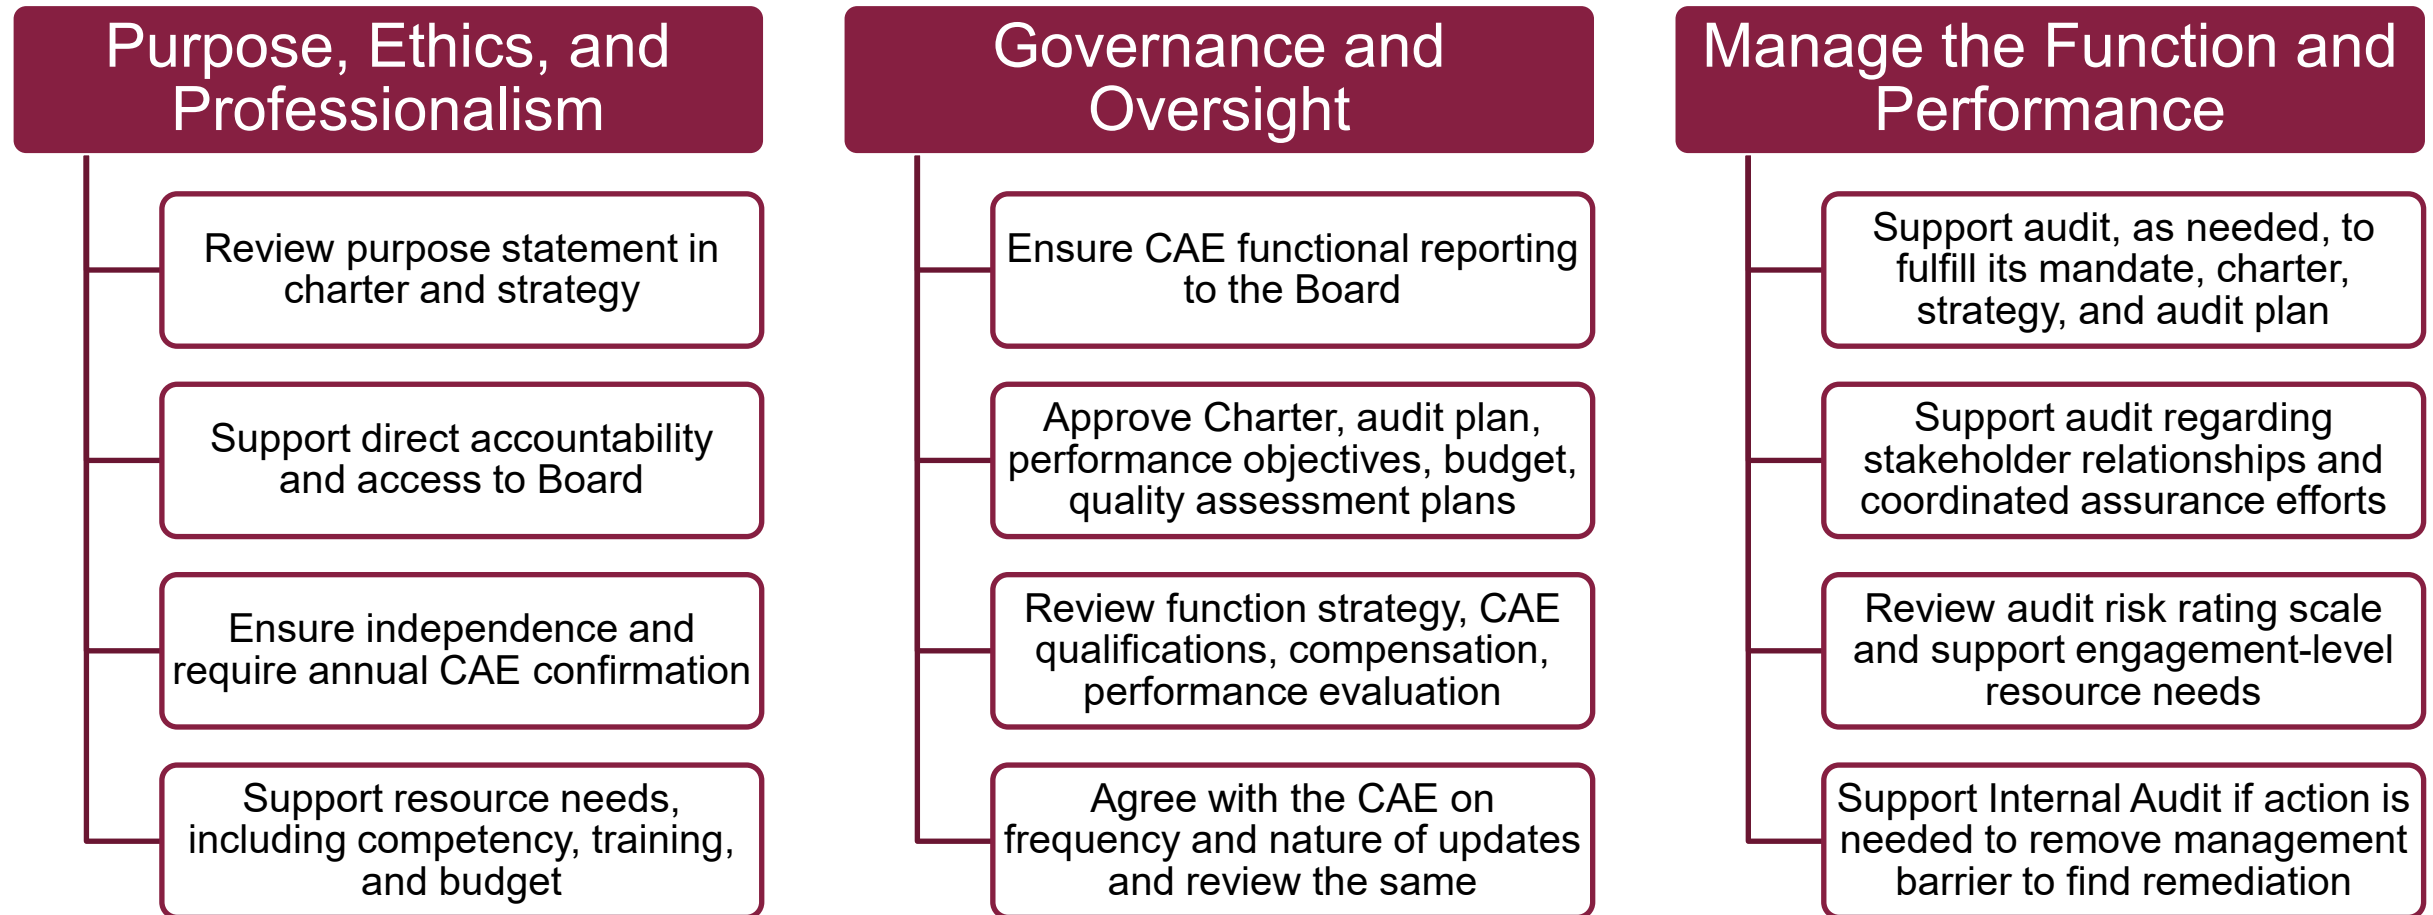 Purpose, Ethics, and
Professionalism
Review purpose statement in
charter and strategy
Support direct accountability
and access to Board
Ensure independence and
require annual CAE confirmation
Support resource needs,
including competency, training,
and budget
Governance and
Oversight
Ensure CAE functional reporting
to the Board
Approve Charter, audit plan,
performance objectives, budget,
quality assessment plans
Review function strategy, CAE
qualifications, compensation,
performance evaluation
Agree with the CAE on
frequency and nature of updates
and review the same
Manage the Function and
Performance
Support audit, as needed, to
fulfill its mandate, charter,
strategy, and audit plan
Support audit regarding
stakeholder relationships and
coordinated assurance efforts
Review audit risk rating scale
and support engagement-level
resource needs
Support Internal Audit if action is
needed to remove management
barrier to find remediation